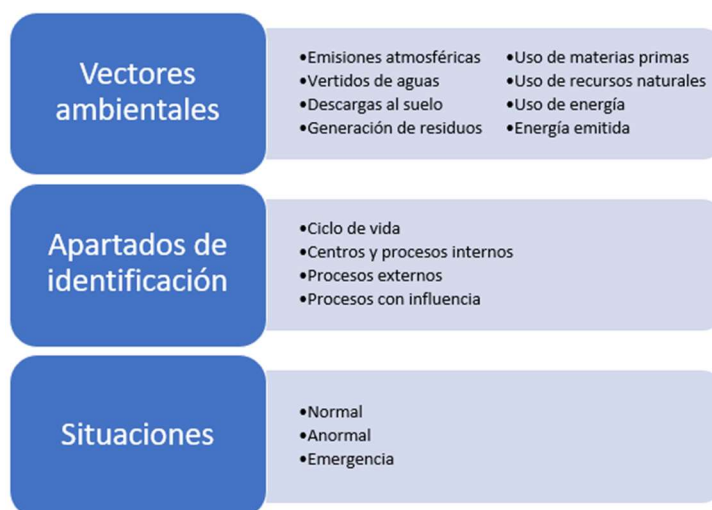 Vectores
ambientales
•Emisiones atmosféricas
•Vertidos de aguas
•Descargas al suelo
•Generación de residuos
•Uso de materias primas
•Uso de recursos naturales
•Uso de energía
•Energía emitida
Apartados de
identificación
•Ciclo de vida
•Centros y procesos internos
•Procesos externos
•Procesos con influencia
Situaciones
•Normal
•Anormal
•Emergencia